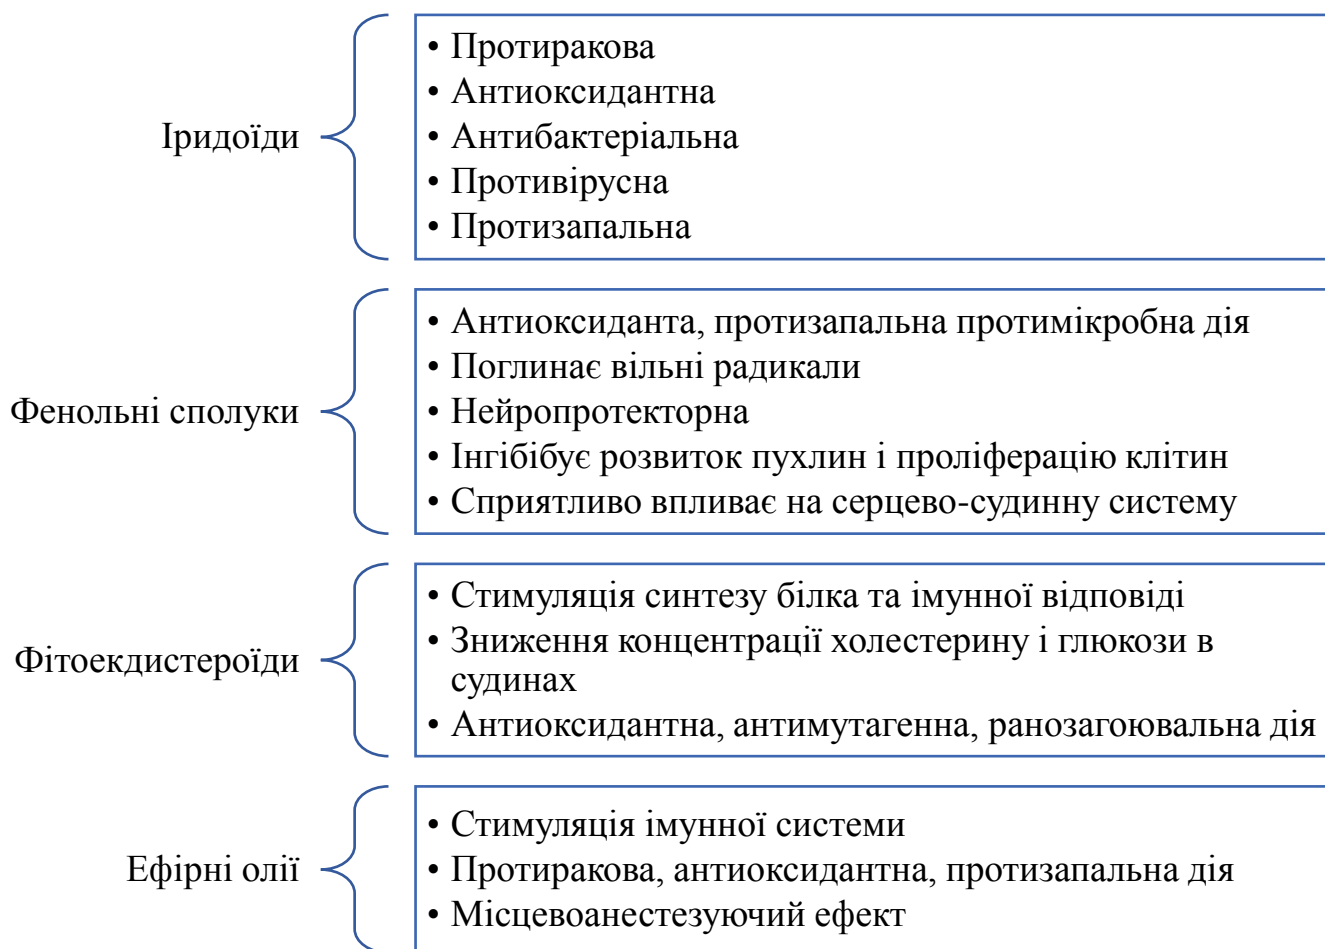 Іридоїди
• Протиракова
• Антиоксидантна
• Антибактеріальна
• Противірусна
• Протизапальна
Фенольні сполуки
• Антиоксиданта, протизапальна протимікробна дія
• Поглинає вільні радикали
• Нейропротекторна
• Інгібібує розвиток пухлин і проліферацію клітин
• Сприятливо впливає на серцево-судинну систему
Фітоекдистероїди
• Стимуляція синтезу білка та імунної відповіді
• Зниження концентрації холестерину і глюкози в
судинах
• Антиоксидантна, антимутагенна, ранозагоювальна дія
Ефірні олії
• Стимуляція імунної системи
• Протиракова, антиоксидантна, протизапальна дія
• Місцевоанестезуючий ефект